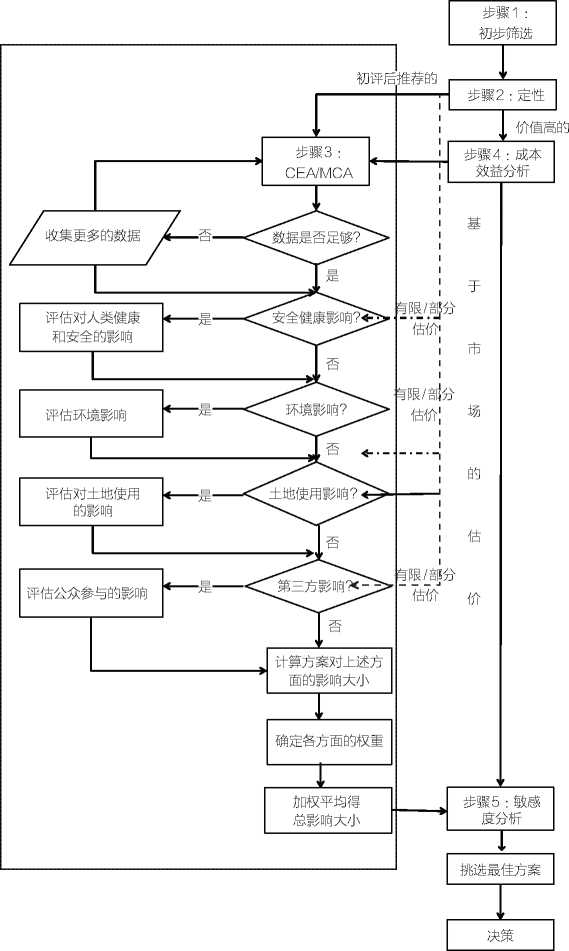 步骤1：
初步筛选
初评后推荐的
步骤2：定性
价值高的
步骤3：
CEA/MCA
步骤4：成本
效益分析
收集更多的数据
否
数据是否足够?
是
基于市场的估价
评估对人类健康
和安全的影响
是
安全健康影响?
有限/部分
估价
否
评估环境影响
是
环境影响?
有限/部分
估价
否
评估对土地使用
的影响
是
土地使用影响?
否
评估公众参与的影响
是
第三方影响?
有限/部分
估价
否
计算方案对上述方
面的影响大小
确定各方面的权重
加权平均得
总影响大小
步骤5：敏感
度分析
挑选最佳方案
决策